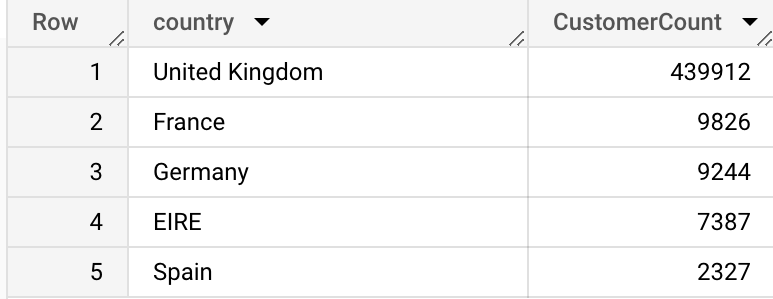 Row country CustomerCount
1 United Kingdom 439912
2 France 9826
3 Germany 9244
4 EIRE 7387
5 Spain 2327